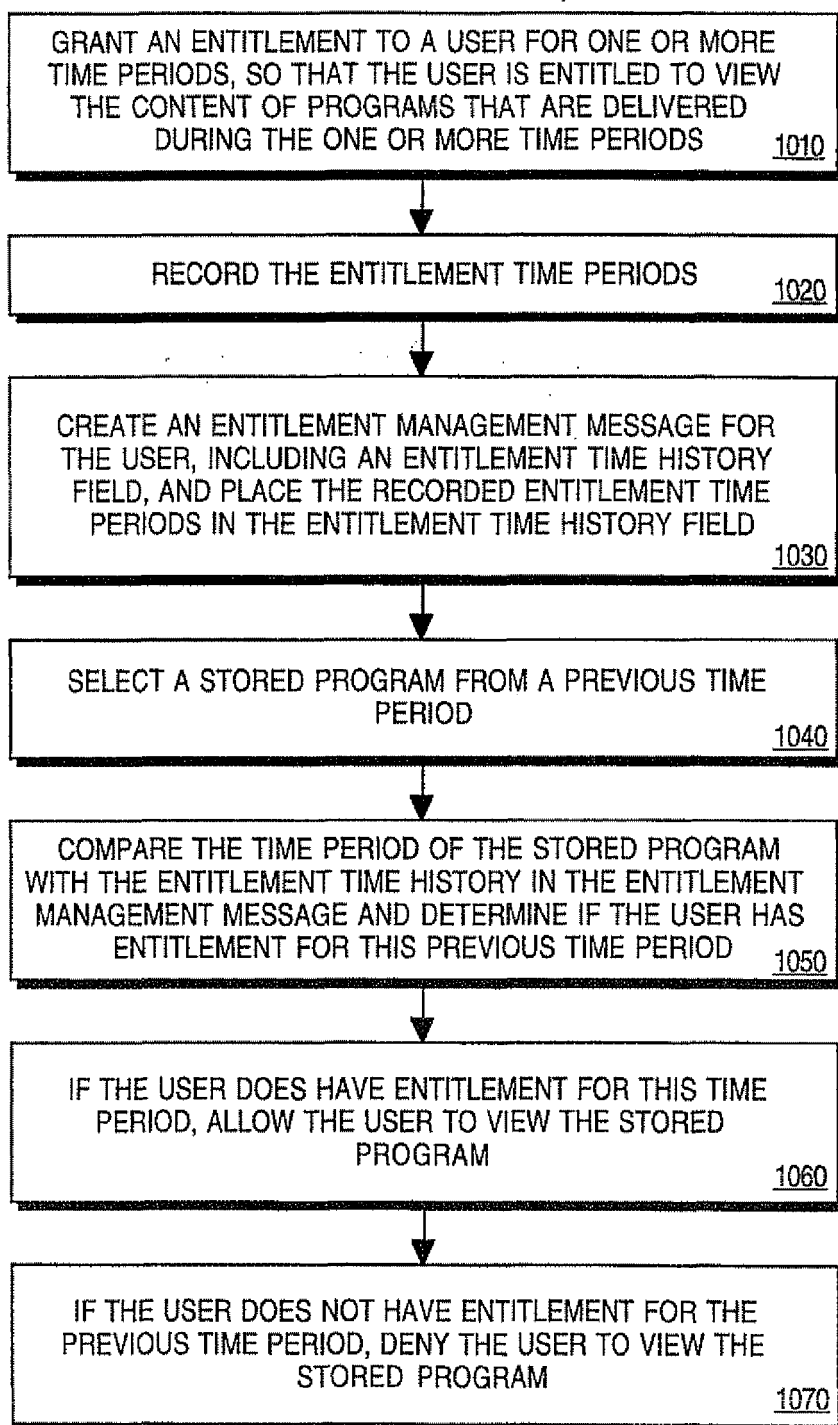 GRANT AN ENTITLEMENT TO A USER FOR ONE OR MORE
TIME PERIODS, SO THAT THE USER IS ENTITLED TO VIEW
THE CONTENT OF PROGRAMS THAT ARE DELIVERED
DURING THE ONE OR MORE TIME PERIODS
1010
RECORD THE ENTITLEMENT TIME PERIODS
1020
CREATE AN ENTITLEMENT MANAGEMENT MESSAGE FOR
THE USER, INCLUDING AN ENTITLEMENT TIME HISTORY
FIELD, AND PLACE THE RECORDED ENTITLEMENT TIME
PERIODS IN THE ENTITLEMENT TIME HISTORY FIELD
1030
SELECT A STORED PROGRAM FROM A PREVIOUS TIME
PERIOD
1040
COMPARE THE TIME PERIOD OF THE STORED PROGRAM
WITH THE ENTITLEMENT TIME HISTORY IN THE ENTITLEMENT
MANAGEMENT MESSAGE AND DETERMINE IF THE USER HAS
ENTITLEMENT FOR THIS PREVIOUS TIME PERIOD
1050
IF THE USER DOES HAVE ENTITLEMENT FOR THIS TIME
PERIOD, ALLOW THE USER TO VIEW THE STORED
PROGRAM
1060
IF THE USER DOES NOT HAVE ENTITLEMENT FOR THE
PREVIOUS TIME PERIOD, DENY THE USER TO VIEW THE
STORED PROGRAM
1070